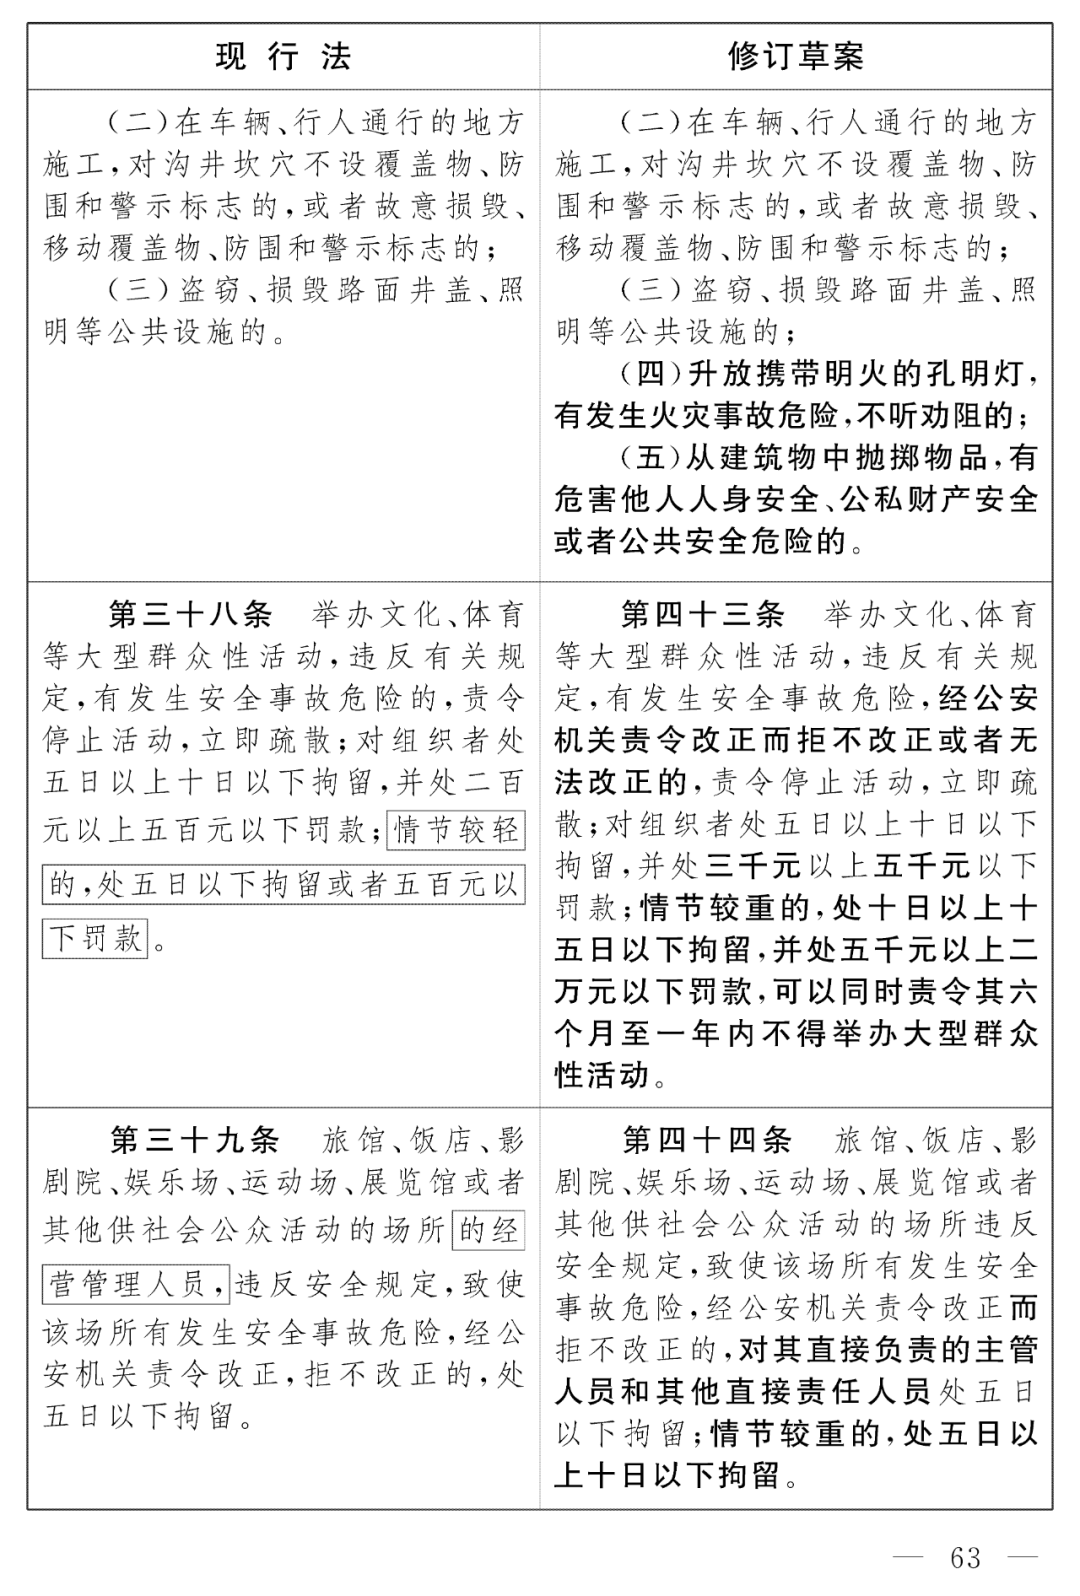 现行法
（二）在车辆、行人通行的地方
施工，对沟井坎穴不设覆盖物、防
围和警示标志的，或者故意损毁、
移动覆盖物、防围和警示标志的；
（三）盗窃、损毁路面井盖、照
明等公共设施的。
修订草案
（二）在车辆、行人通行的地方
施工，对沟井坎穴不设覆盖物、防
围和警示标志的，或者故意损毁、
移动覆盖物、防围和警示标志的；
（三）盗窃、损毁路面井盖、照
明等公共设施的；
（四）升放携带明火的孔明灯，
有发生火灾事故危险，不听劝阻的；
（五）从建筑物中抛掷物品，有
危害他人人身安全、公私财产安全
或者公共安全危险的。
第三十八条　举办文化、体育
等大型群众性活动，违反有关规
定，有发生安全事故危险的，责令
停止活动，立即疏散；对组织者处
五日以上十日以下拘留，并处二百
元以上五百元以下罚款；情节较轻
的，处五日以下拘留或者五百元以
下罚款。
第四十三条　举办文化、体育
等大型群众性活动，违反有关规
定，有发生安全事故危险，经公安
机关责令改正而拒不改正或者无
法改正的，责令停止活动，立即疏
散；对组织者处五日以上十日以下
拘留，并处三千元以上五千元以下
罚款；情节较重的，处十日以上十
五日以下拘留，并处五千元以上二
万元以下罚款，可以同时责令其六
个月至一年内不得举办大型群众
性活动。
第三十九条　旅馆、饭店、影
剧院、娱乐场、运动场、展览馆或者
其他供社会公众活动的场所的经
营管理人员，违反安全规定，致使
该场所有发生安全事故危险，经公
安机关责令改正，拒不改正的，处
五日以下拘留。
第四十四条　旅馆、饭店、影
剧院、娱乐场、运动场、展览馆或者
其他供社会公众活动的场所违反
安全规定，致使该场所有发生安全
事故危险，经公安机关责令改正而
拒不改正的，对其直接负责的主管
人员和其他直接责任人员处五日
以下拘留；情节较重的，处五日以
上十日以下拘留。
— 63 —